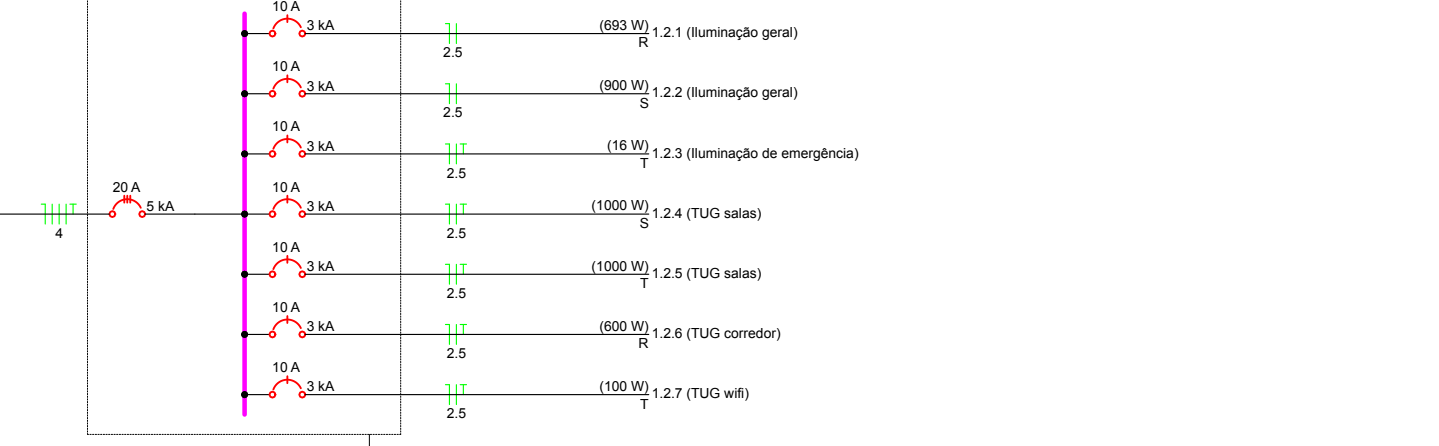 10 A
3 kA
2.5
(693 W)
R
1.2.1 (Iluminação geral)
10 A
3 kA
2.5
(900 W)
S
1.2.2 (Iluminação geral)
10 A
3 kA
T
2.5
(16 W)
T
1.2.3 (Iluminação de emergência)
T
4
20 A
5 kA
10 A
3 kA
T
2.5
(1000 W)
S
1.2.4 (TUG salas)
10 A
3 kA
T
2.5
(1000 W)
T
1.2.5 (TUG salas)
10 A
3 kA
T
2.5
(600 W)
R
1.2.6 (TUG corredor)
10 A
3 kA
T
2.5
(100 W)
T
1.2.7 (TUG wifi)